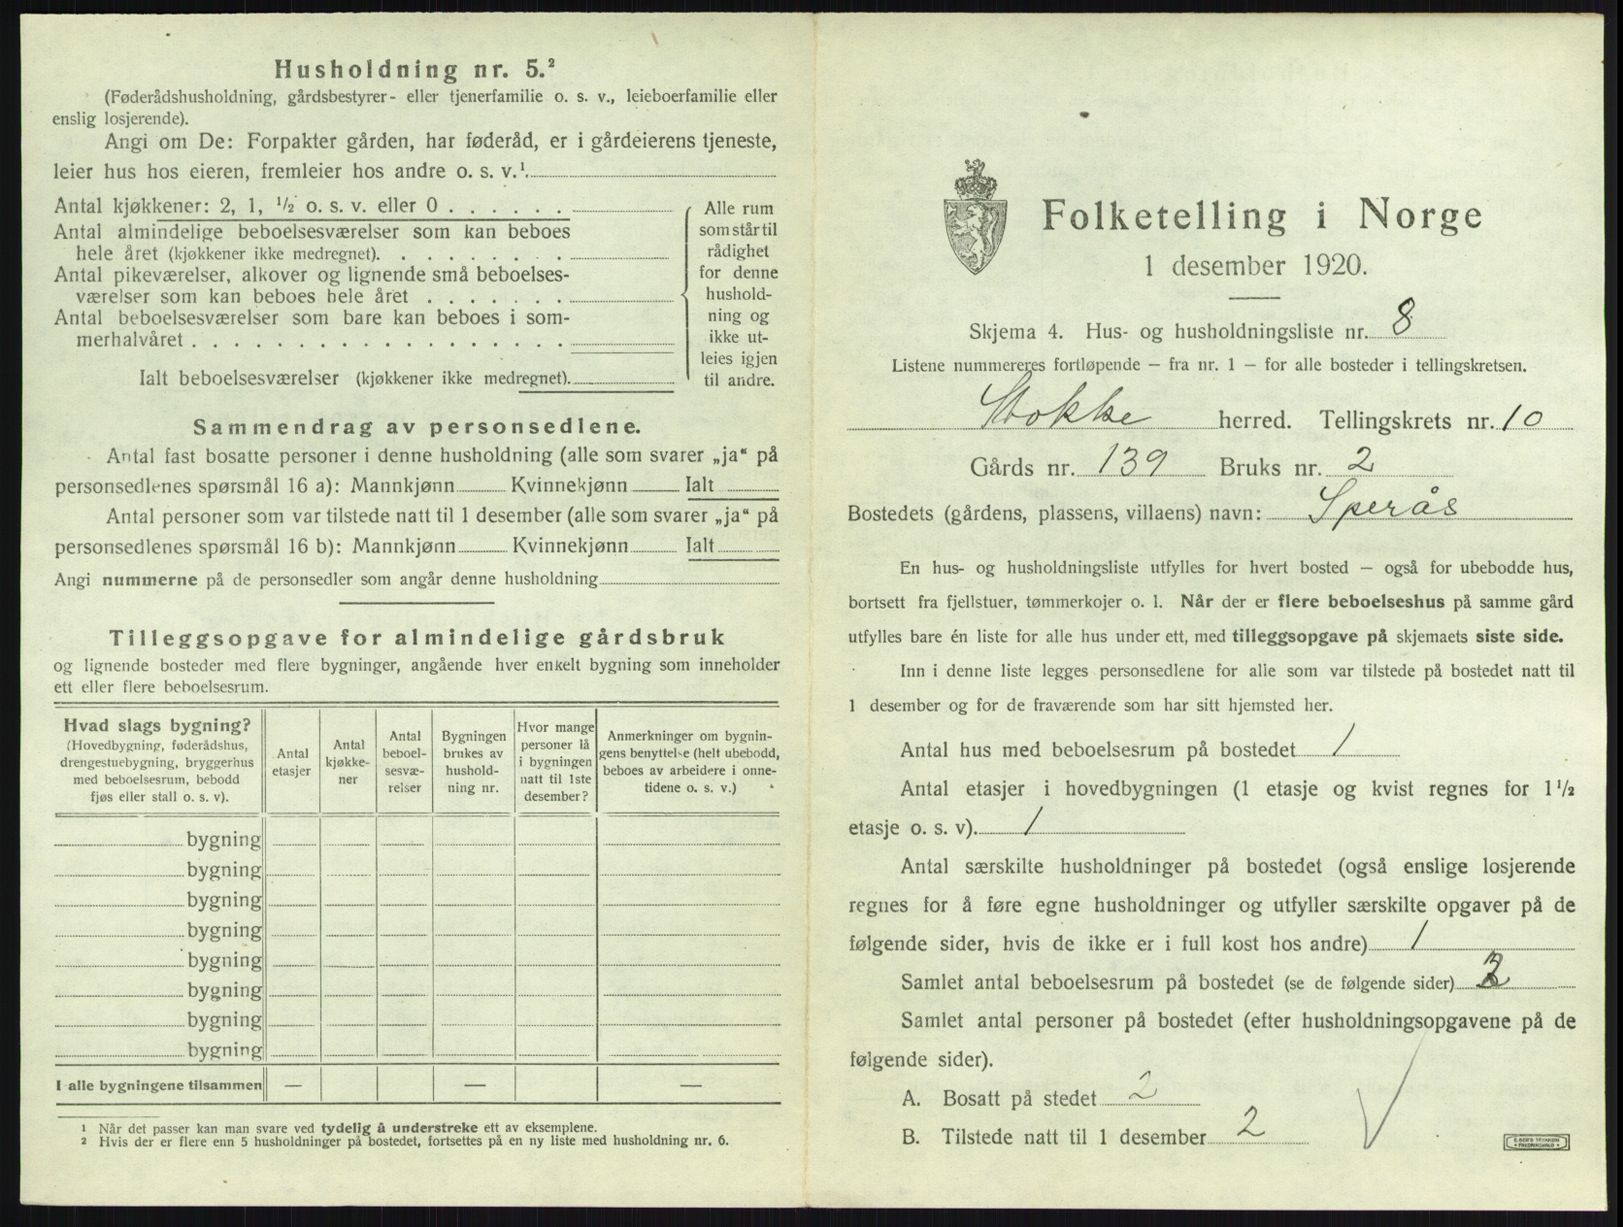 Husholdning nr. 5.²
(Føderådshusholdning, gårdsbestyrer- eller tjenerfamilie o. s. v., leieboerfamilie eller
enslig losjerende).
Angi om De: Forpakter gården, har føderåd, er i gårdeierens tjeneste,
leier hus hos eieren, fremleier hos andre o. s. v.¹
Antal kjøkkener: 2, 1, ½ o. s. v. eller 0 . . . . . .
Antal almindelige beboelsesværelser som kan beboes
hele året (kjøkkener ikke medregnet). . . . . . . . .
Antal pikeværelser, alkover og lignende små beboelses-
værelser som kan beboes hele året . . . . . . .
Antal beboelsesværelser som bare kan beboes i som-
merhalvåret . . . . . . . . . . . . . . . . . .
Ialt beboelsesværelser (kjøkkener ikke medregnet).
Alle rum
som står til
rådighet
for denne
hushold-
ning og
ikke ut-
leies igjen
til andre.
Sammendrag av personsedlene.
Antal fast bosatte personer i denne husholdning (alle som svarer „ja“ på
personsedlenes spørsmål 16 a): Mannkjønn Kvinnekjønn Ialt
Antal personer som var tilstede natt til 1 desember (alle som svarer „ja“ på
personsedlenes spørsmål 16 b): Mannkjønn Kvinnekjønn Ialt
Angi nummerne på de personsedler som angår denne husholdning
Tilleggsopgave for almindelige gårdsbruk
og lignende bosteder med flere bygninger, angående hver enkelt bygning som inneholder
ett eller flere beboelsesrum.
Hvad slags bygning?
(Hovedbygning, føderådshus,
drengestuebygning, bryggerhus
med beboelsesrum, bebodd
fjøs eller stall o. s. v).
Antal
etasjer
Antal
kjøkke-
ner
Antal
beboel-
sesvæ-
relser
Bygningen
brukes av
hushold-
ning nr.
Hvor mange
personer lå
i bygningen
natt til 1ste
desember?
Anmerkninger om bygnin-
gens benyttelse (helt ubebodd,
beboes av arbeidere i onne-
tidene o. s. v.)
bygning
bygning
bygning
bygning
bygning
bygning
bygning
bygning
I alle bygningene tilsammen — — —
¹ Når det passer kan man svare ved tydelig å understreke ett av eksemplene.
² Hvis der er flere enn 5 husholdninger på bostedet, fortsettes på en ny liste med husholdning nr. 6.
Folketelling i Norge
1 desember 1920.
Skjema 4. Hus- og husholdningsliste nr. 8
Listene nummereres fortløpende — fra nr. 1 — for alle bosteder i tellingskretsen.
Stokke herred. Tellingskrets nr. 10
Gårds nr. 139 Bruks nr. 2
Bostedets (gårdens, plassens, villaens) navn: Sperås
En hus- og husholdningsliste utfylles for hvert bosted — også for ubebodde hus,
bortsett fra fjellstuer, tømmerkojer o. l. Når der er flere beboelseshus på samme gård
utfylles bare én liste for alle hus under ett, med tilleggsopgave på skjemaets siste side.
Inn i denne liste legges personsedlene for alle som var tilstede på bostedet natt til
1 desember og for de fraværende som har sitt hjemsted her.
Antal hus med beboelsesrum på bostedet 1
Antal etasjer i hovedbygningen (1 etasje og kvist regnes for 1½
etasje o. s. v). 1
Antal særskilte husholdninger på bostedet (også enslige losjerende
regnes for å føre egne husholdninger og utfyller særskilte opgaver på de
følgende sider, hvis de ikke er i full kost hos andre) 1
Samlet antal beboelsesrum på bostedet (se de følgende sider)
Samlet antal personer på bostedet (efter husholdningsopgavene på de
følgende sider).
A. Bosatt på stedet 2
B. Tilstede natt til 1 desember 2